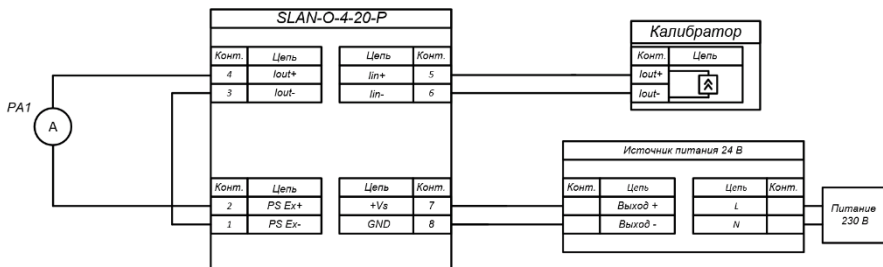 SLAN-O-4-20-P
Калибратор
Конт. Цепь Цепь Конт.
4 Iout+ Iin+ 5
3 Iout- Iin- 6
Конт. Цепь
Iout+
Iout-
PA1
A
Источник питания 24 В
Конт. Цепь Цепь Конт.
2 PS Ex+ +Vs 7
1 PS Ex- GND 8
Конт. Цепь Цепь Конт.
Выход + L
Выход - N
Питание
230 В